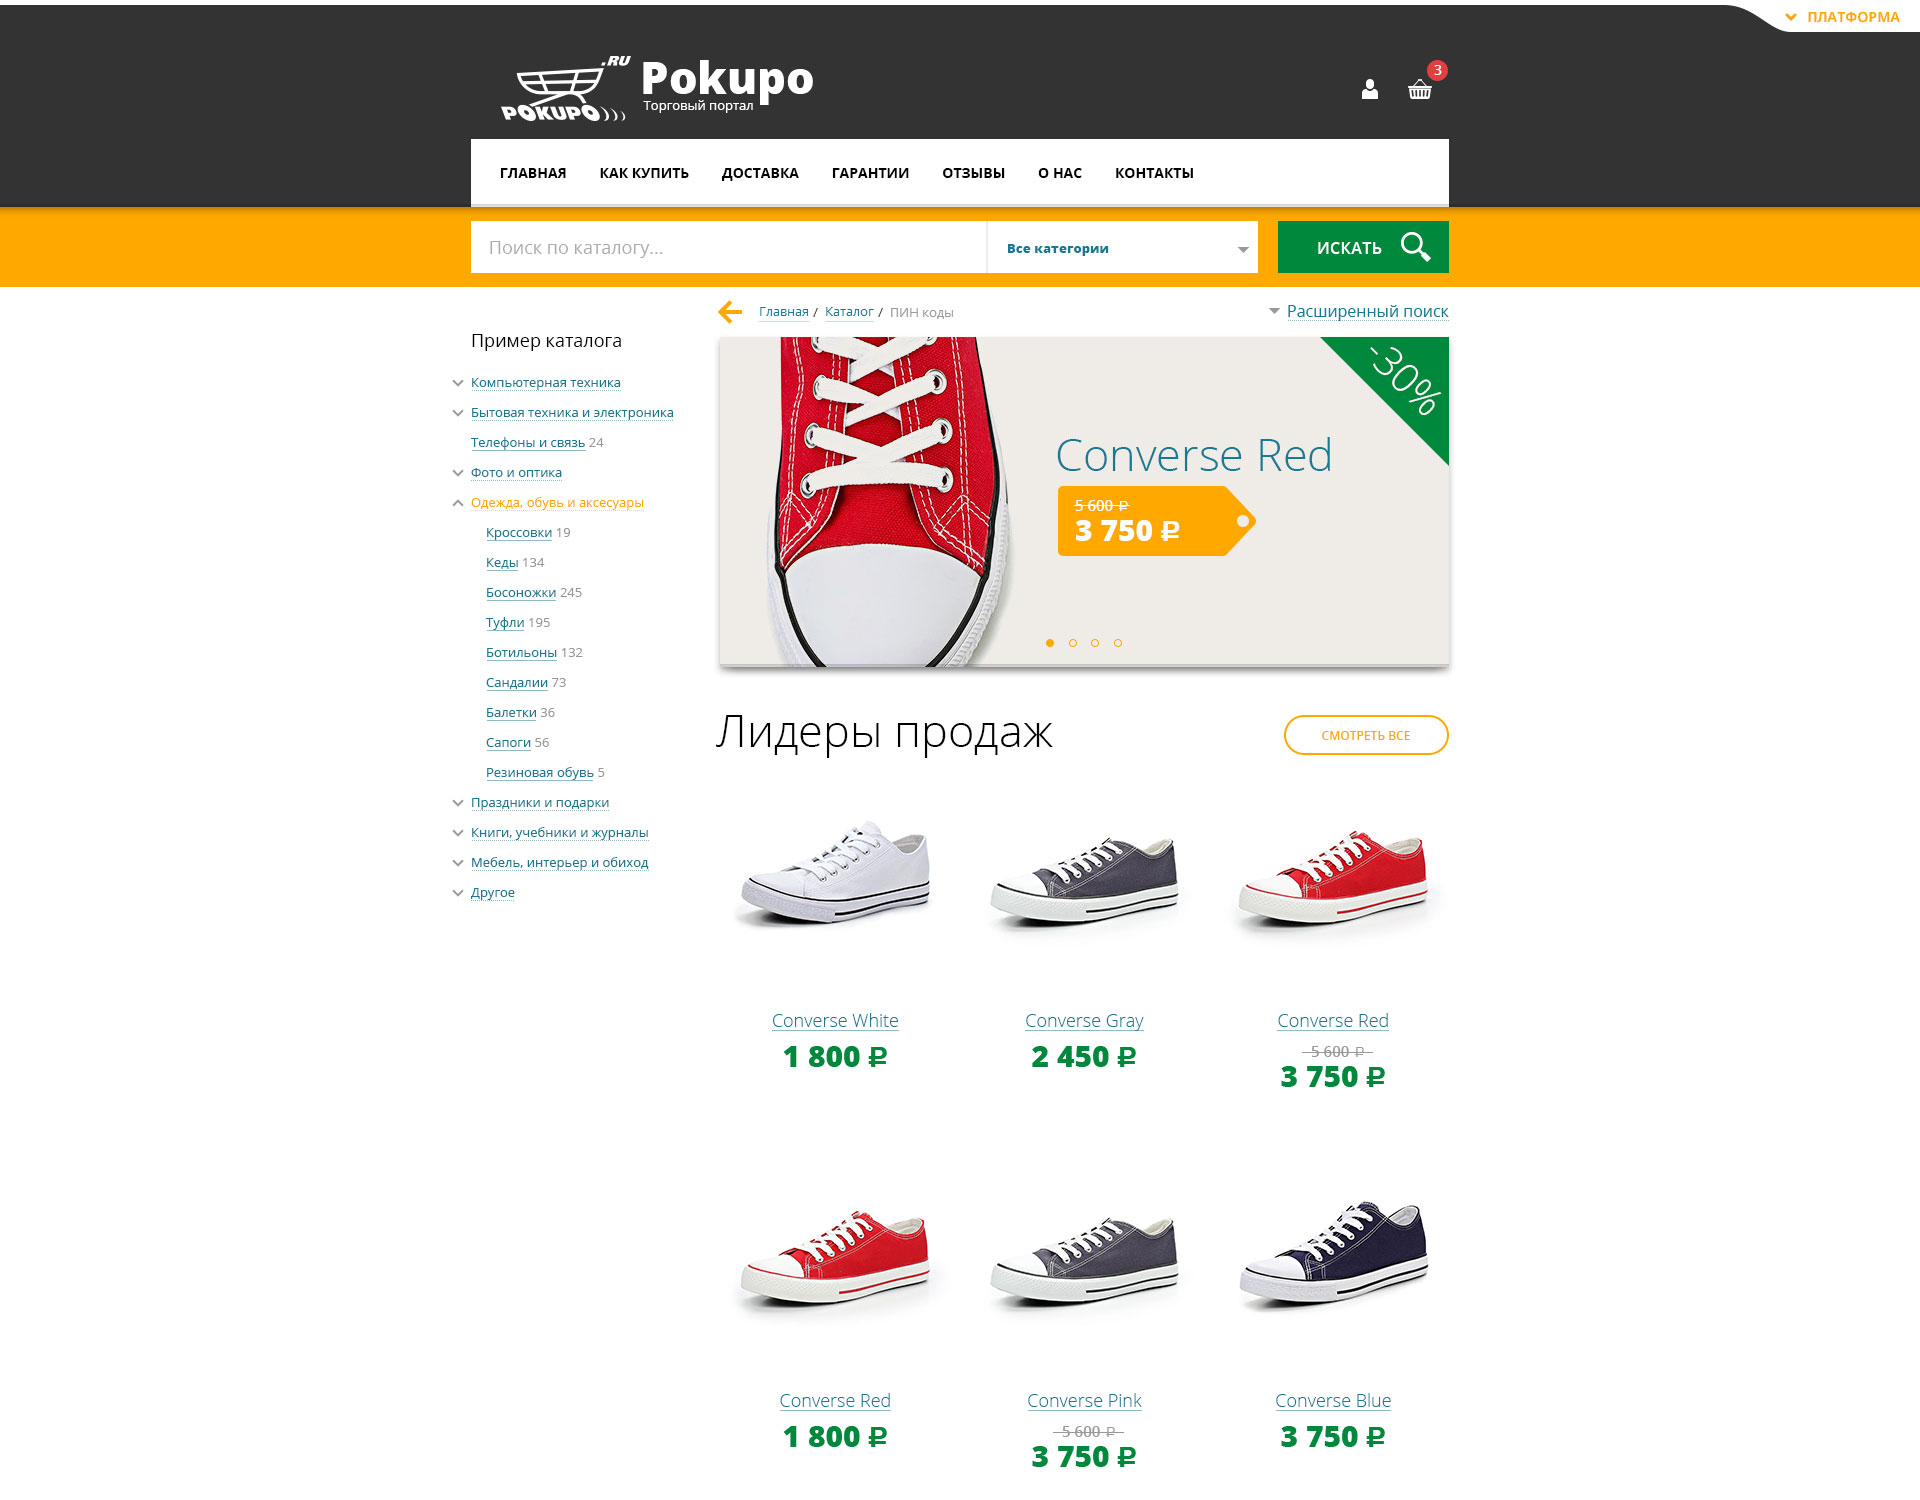 ПЛАТФОРМА
.RU
POKUPO
Pokupo
Торговый портал
3
ГЛАВНАЯ КАК КУПИТЬ ДОСТАВКА ГАРАНТИИ ОТЗЫВЫ О НАС КОНТАКТЫ
Поиск по каталогу... Все категории ИСКАТЬ
Главная / Каталог / ПИН коды Расширенный поиск
Пример каталога
Компьютерная техника
Бытовая техника и электроника
Телефоны и связь 24
Фото и оптика
Одежда, обувь и аксесуары
Кроссовки 19
Кеды 134
Босоножки 245
Туфли 195
Ботильоны 132
Сандалии 73
Балетки 36
Сапоги 56
Резиновая обувь 5
Праздники и подарки
Книги, учебники и журналы
Мебель, интерьер и обиход
Другое
-30%
Converse Red
5 600 ₽
3 750 ₽
Лидеры продаж
СМОТРЕТЬ ВСЕ
Converse White
1 800 ₽
Converse Gray
2 450 ₽
Converse Red
5 600 ₽
3 750 ₽
Converse Red
1 800 ₽
Converse Pink
5 600 ₽
3 750 ₽
Converse Blue
3 750 ₽